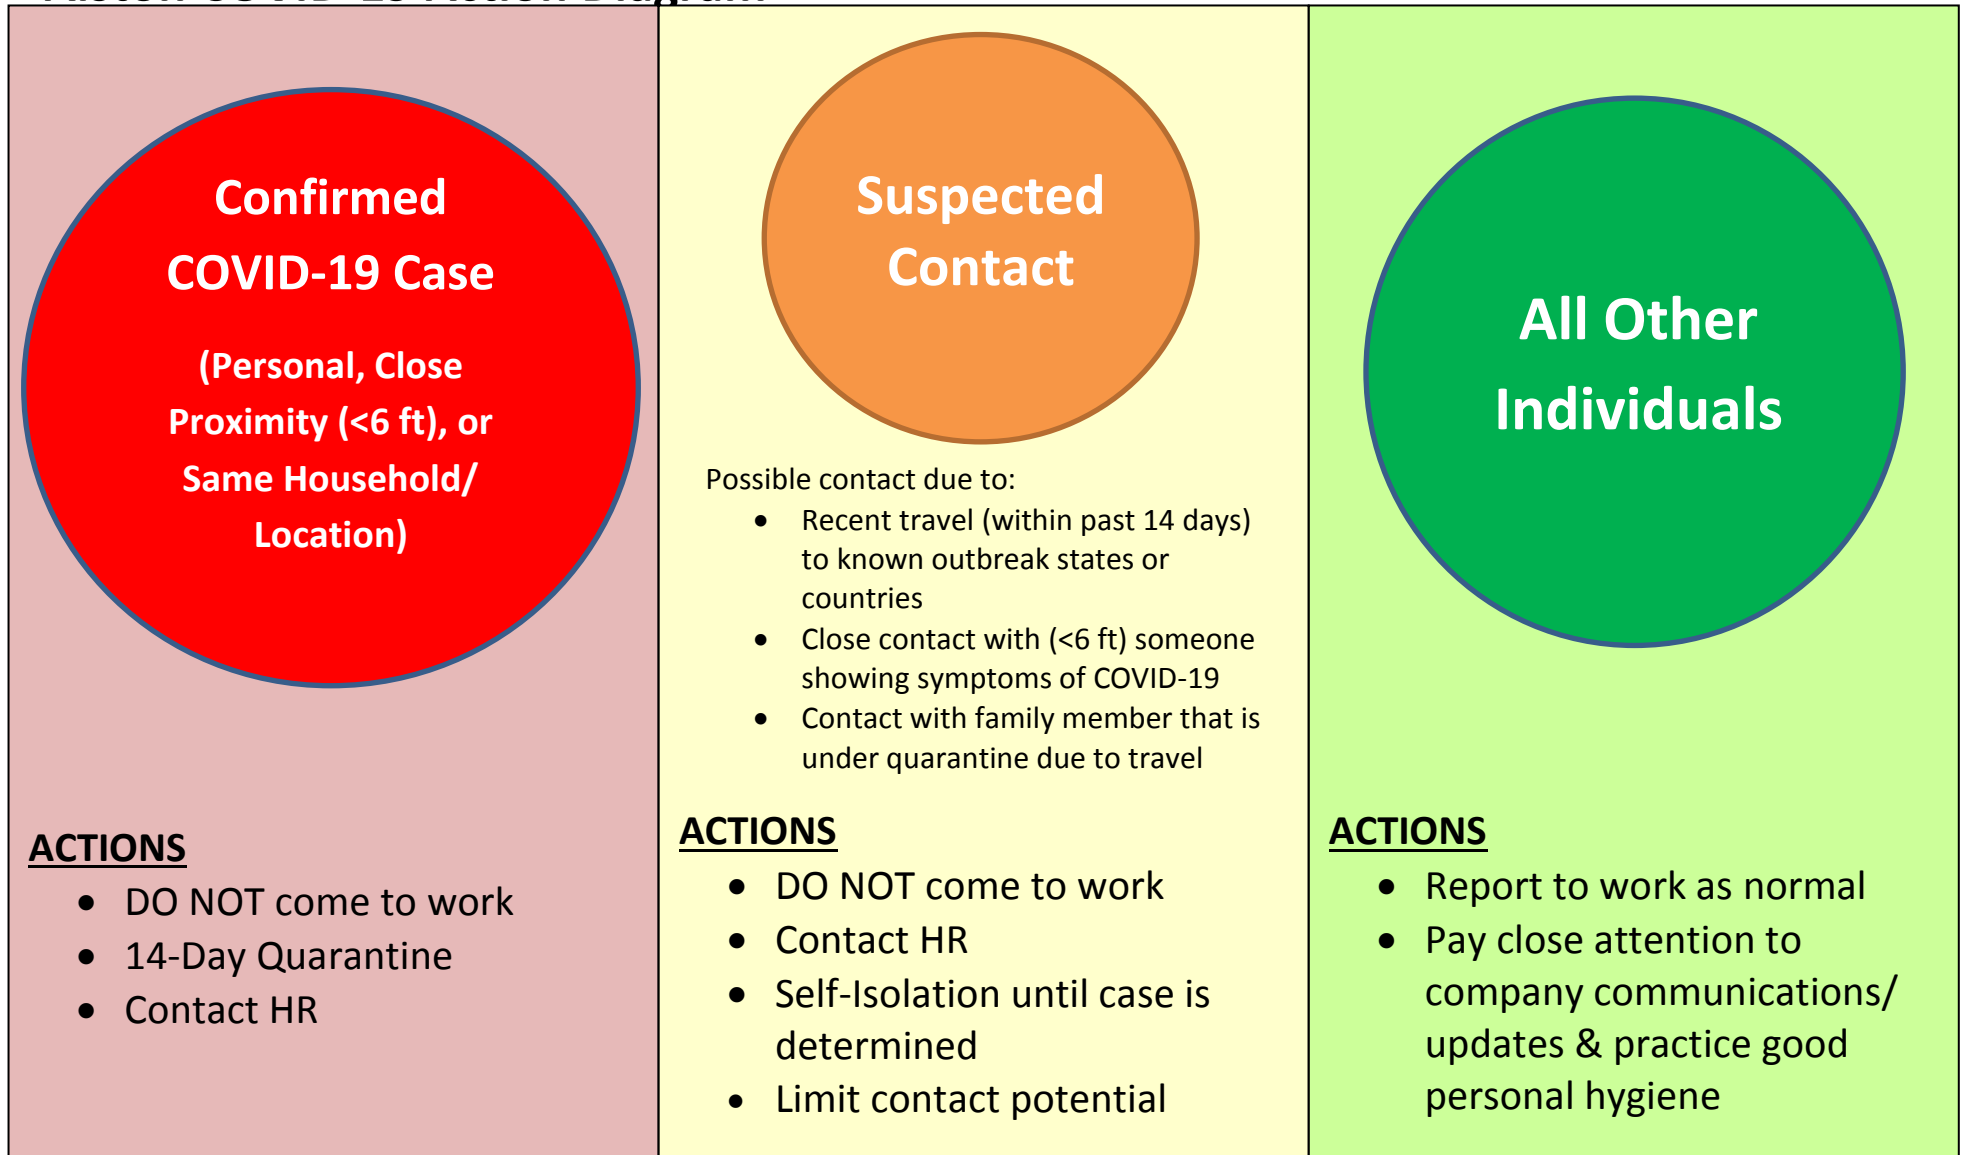 COVID-19 Action Diagram
Confirmed
COVID-19 Case
(Personal, Close
Proximity (<6 ft), or
Same Household/
Location)
ACTIONS
• DO NOT come to work
• 14-Day Quarantine
• Contact HR
Suspected
Contact
Possible contact due to:
• Recent travel (within past 14 days)
to known outbreak states or
countries
• Close contact with (<6 ft) someone
showing symptoms of COVID-19
• Contact with family member that is
under quarantine due to travel
ACTIONS
• DO NOT come to work
• Contact HR
• Self-Isolation until case is
determined
• Limit contact potential
All Other
Individuals
ACTIONS
• Report to work as normal
• Pay close attention to
company communications/
updates & practice good
personal hygiene